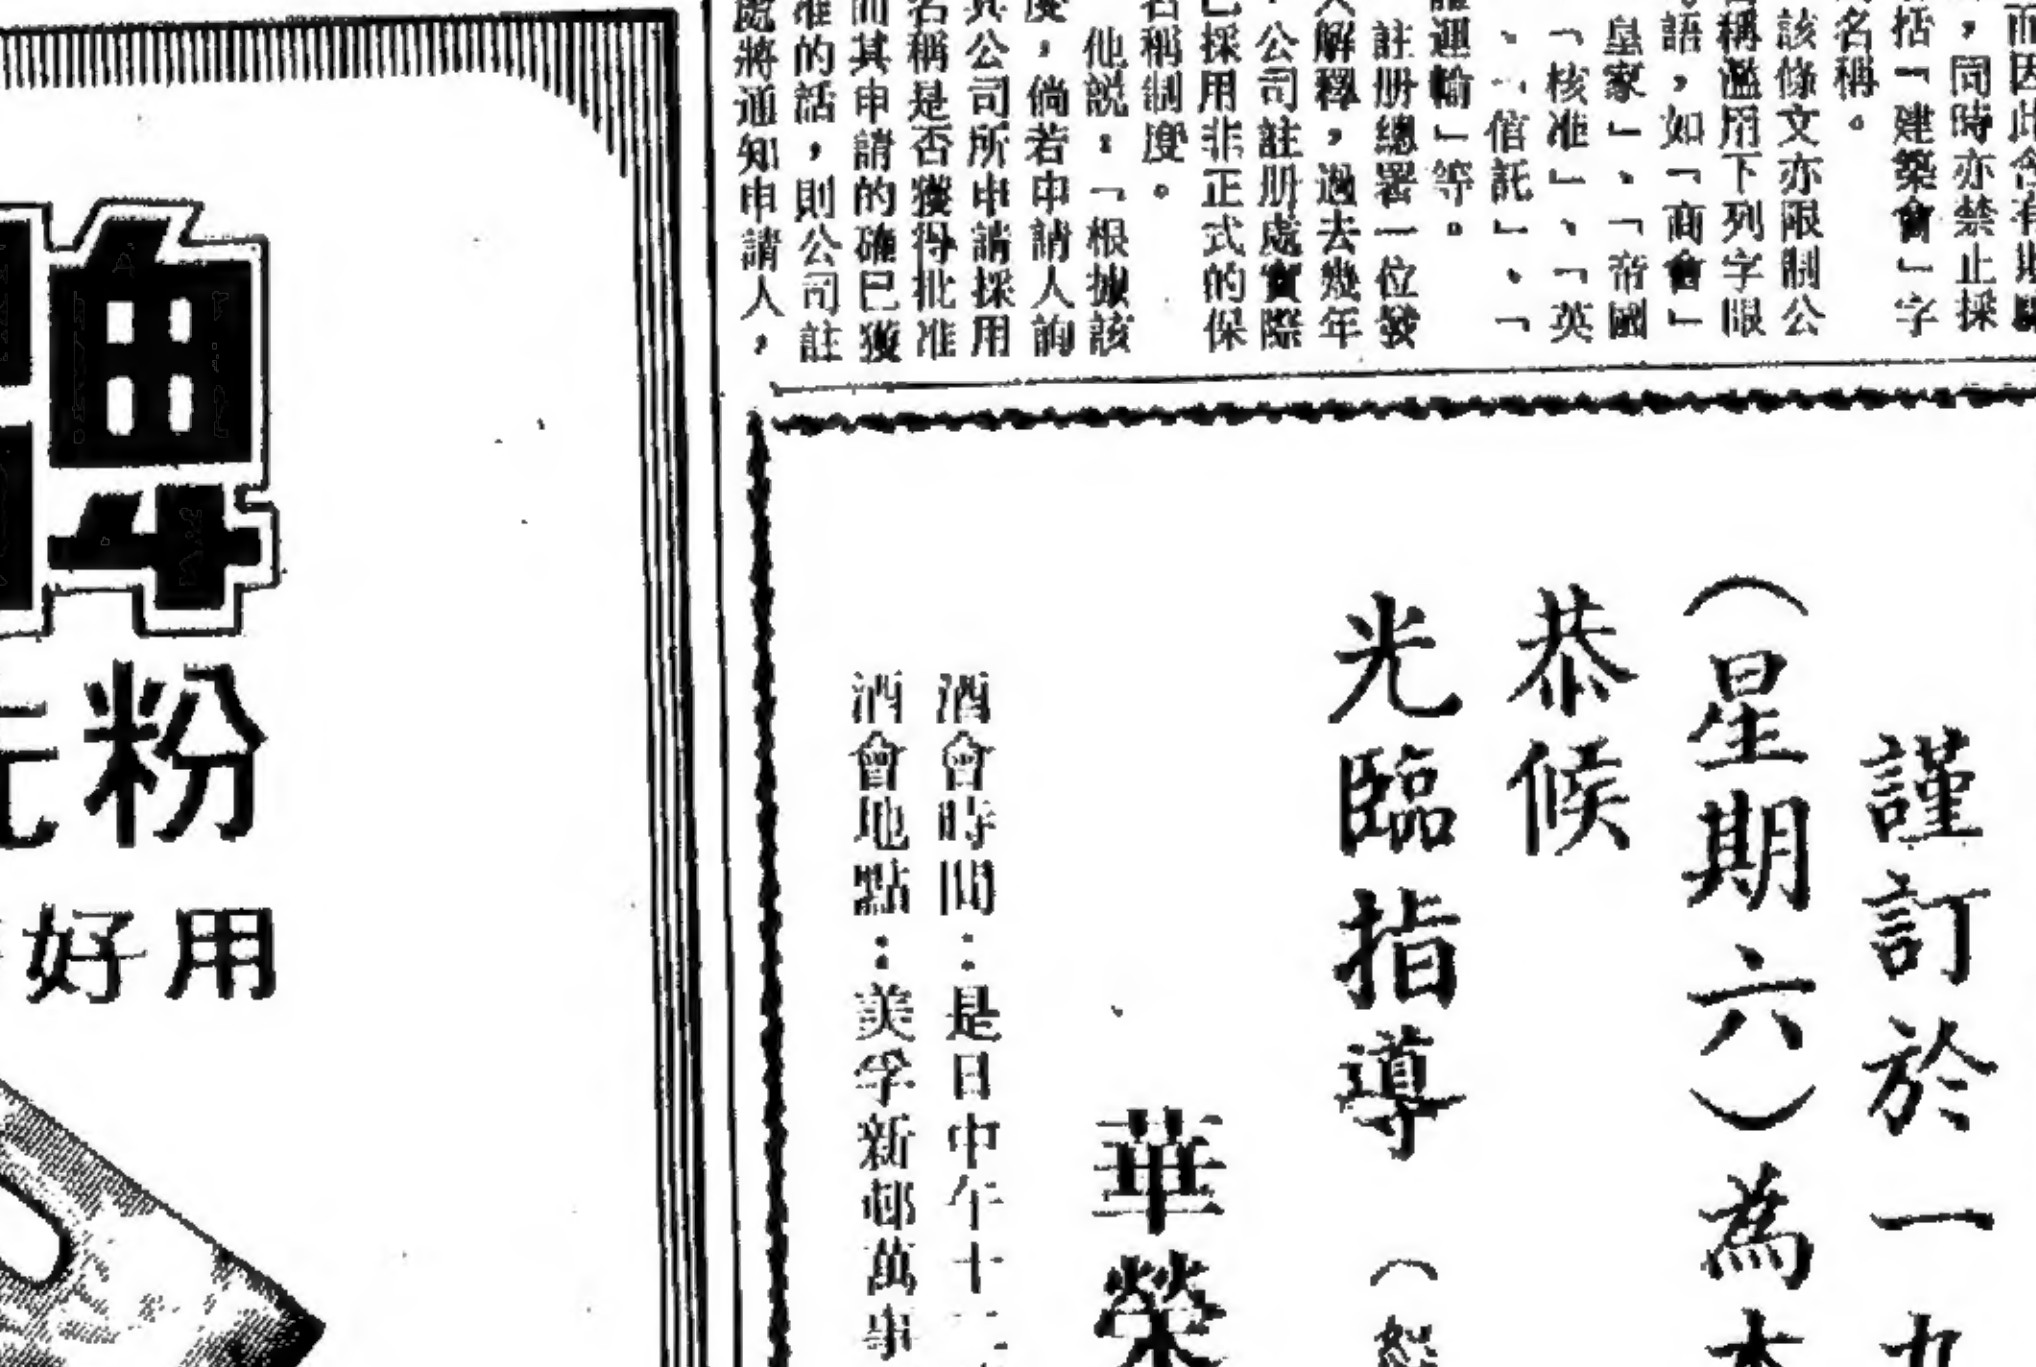 而因此含有
，同時亦禁止採
括「建築會」字
名稱。
該條文亦限制公
稱濫用下列字眼
語，如「商會」
皇家」、「帝國
「核准」、「英
、信託」、「
運輸」等。
註册總署一位發
解釋，過去幾年
公司註册處實際
已採用非正式的保
名稱制度。
他説：「根據該
度，倘若申請人詢
其公司所申請採用
名稱是否獲得批准
而其申請的確已獲
准的話，則公司註
處將通知申請人，
謹訂於一九
（星期六）為本
恭候
光臨指導
華榮
酒會時間：是日中午十二
酒會地點：美孚新邨萬事
粉
好用